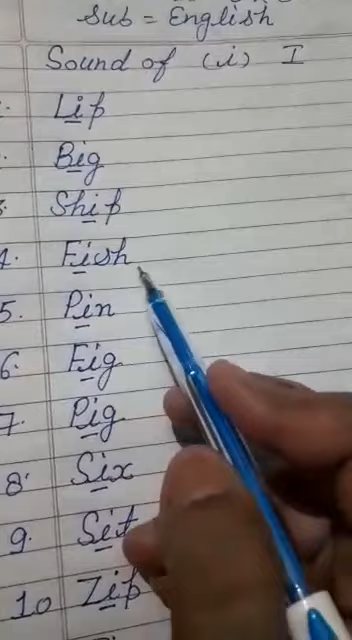 Sub = English
Sound of (i) I
Lip
Big
3. Ship
4. Fish
5. Pin
6. Fig
7. Pig
8. Six
9. Sit
10 Zip